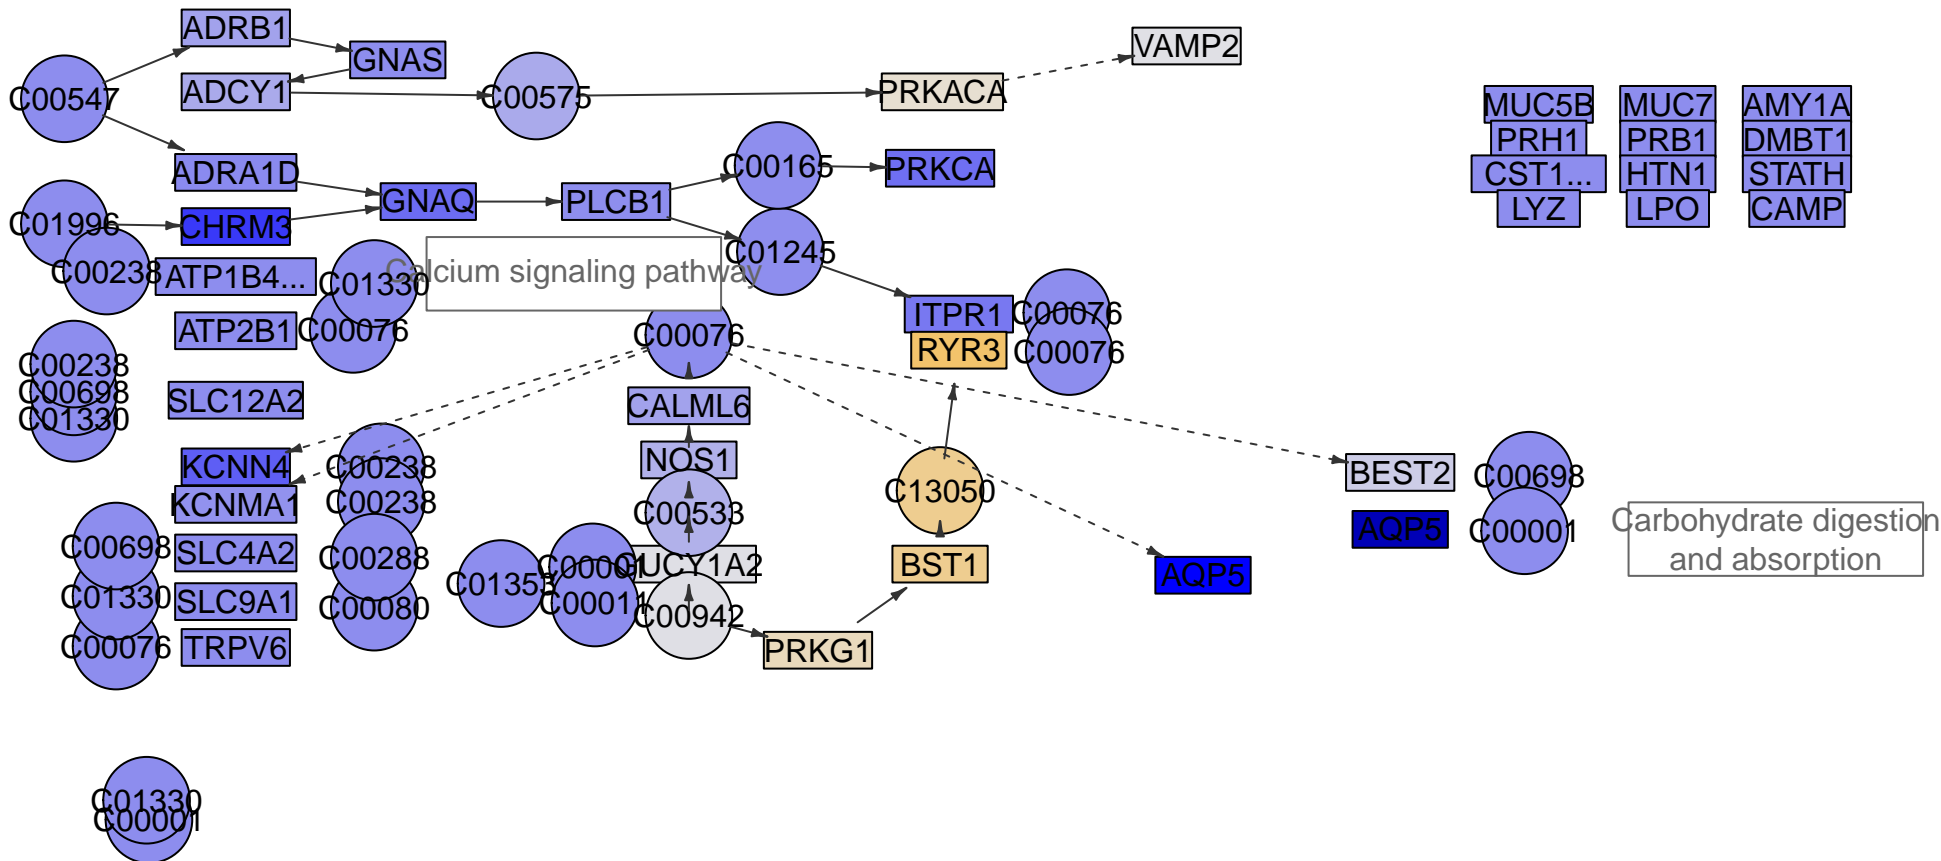 ADRB1
GNAS
VAMP2
C00547
ADCY1
C00575
PRKACA
MUC5B
MUC7
AMY1A
PRH1
PRB1
DMBT1
CST1...
HTN1
STATH
LYZ
LPO
CAMP
ADRA1D
GNAQ
PLCB1
C00165
PRKCA
C01996
CHRM3
C01245
C00238
ATP1B4...
C01330
Calcium signaling pathway
ATP2B1
C00076
C00076
ITPR1
C00076
RYR3
C00076
C00238
C00698
C01330
SLC12A2
CALML6
KCNN4
C00238
NOS1
KCNMA1
C00238
C00533
C13050
BEST2
C00698
AQP5
C00001
Carbohydrate digestion
and absorption
C00698
SLC4A2
C00288
C01353
C00001
GUCY1A2
BST1
AQP5
C01330
SLC9A1
C00080
C00011
C00942
C00076
TRPV6
PRKG1
C01330
C00001